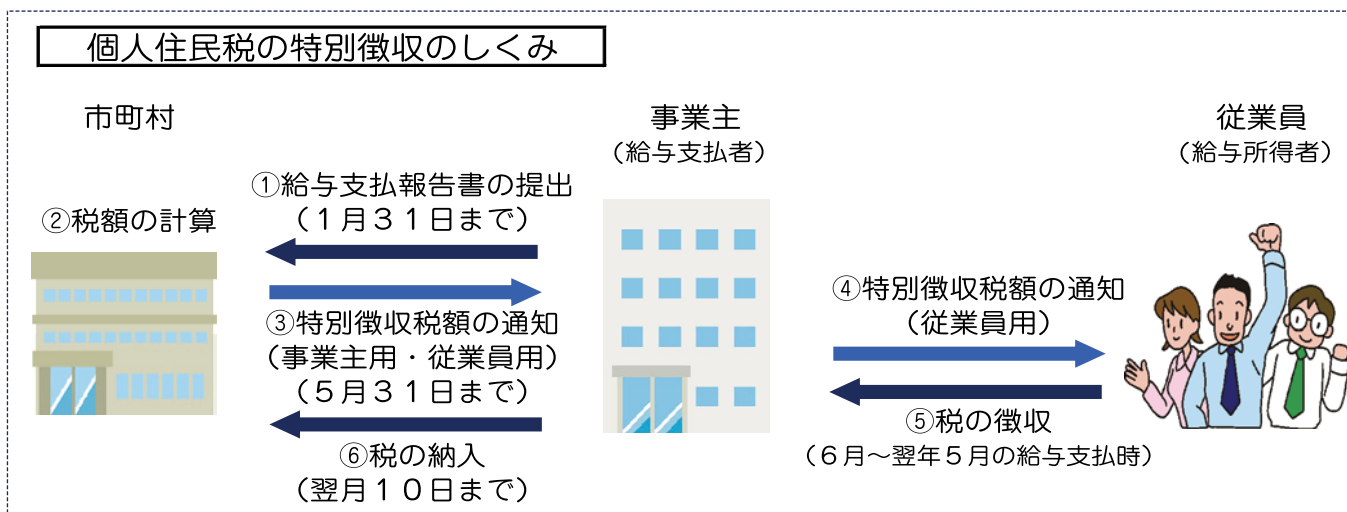 個人住民税の特別徴収のしくみ
市町村
事業主
(給与支払者)
従業員
(給与所得者)
①給与支払報告書の提出
(1月31日まで)
②税額の計算
③特別徴収税額の通知
(事業主用・従業員用)
(5月31日まで)
④特別徴収税額の通知
(従業員用)
⑤税の徴収
(6月～翌年5月の給与支払時)
⑥税の納入
(翌月10日まで)